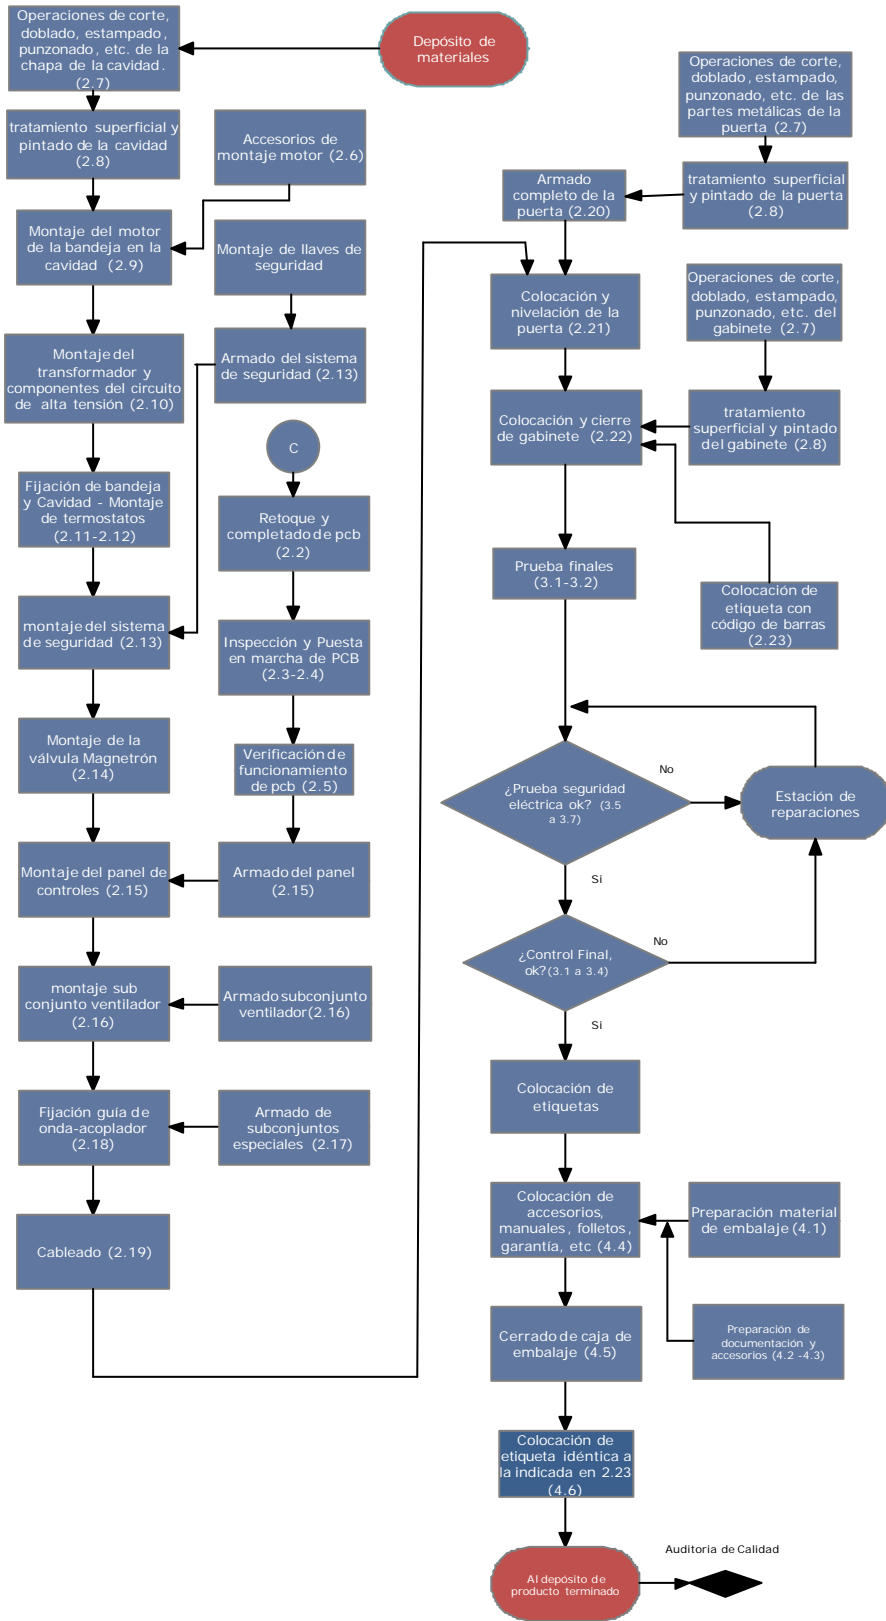 Operaciones de corte,
doblado, estampado,
punzonado, etc. de la
chapa de la cavidad.
(2.7)
Depósito de
materiales
tratamiento superficial y
pintado de la cavidad
(2.8)
Accesorios de
montaje motor (2.6)
Montaje del motor
de la bandeja en la
cavidad (2.9)
Montaje de llaves de
seguridad
Montaje del
transformador y
componentes del circuito
de alta tensión (2.10)
Armado del sistema
de seguridad (2.13)
C
Fijación de bandeja
y Cavidad - Montaje
de termostatos
(2.11-2.12)
Retoque y
completado de pcb
(2.2)
montaje del sistema
de seguridad (2.13)
Inspección y Puesta
en marcha de PCB
(2.3-2.4)
Montaje de la
válvula Magnetrón
(2.14)
Verificación de
funcionamiento
de pcb (2.5)
Montaje del panel de
controles (2.15)
Armado del panel
(2.15)
montaje sub
conjunto ventilador
(2.16)
Armado subconjunto
ventilador(2.16)
Fijación guía de
onda-acoplador
(2.18)
Armado de
subconjuntos
especiales (2.17)
Cableado (2.19)
Operaciones de corte,
doblado, estampado,
punzonado, etc. de las
partes metálicas de la
puerta (2.7)
Armado
completo de la
puerta (2.20)
tratamiento superficial
y pintado de la puerta
(2.8)
Colocación y
nivelación de la
puerta (2.21)
Operaciones de corte,
doblado, estampado,
punzonado, etc. del
gabinete (2.7)
Colocación y cierre
de gabinete (2.22)
tratamiento
superficial y pintado
del gabinete (2.8)
Prueba finales
(3.1-3.2)
Colocación de
etiqueta con
código de barras
(2.23)
¿Prueba seguridad
eléctrica ok? (3.5
a 3.7)
No
Estación de
reparaciones
Si
¿Control Final,
ok?(3.1 a 3.4)
No
Si
Colocación de
etiquetas
Colocación de
accesorios,
manuales, folletos,
garantía, etc (4.4)
Preparación material
de embalaje (4.1)
Cerrado de caja de
embalaje (4.5)
Preparación de
documentación y
accesorios (4.2 -4.3)
Colocación de
etiqueta idéntica a
la indicada en 2.23
(4.6)
Al depósito de
producto terminado
Auditoria de Calidad